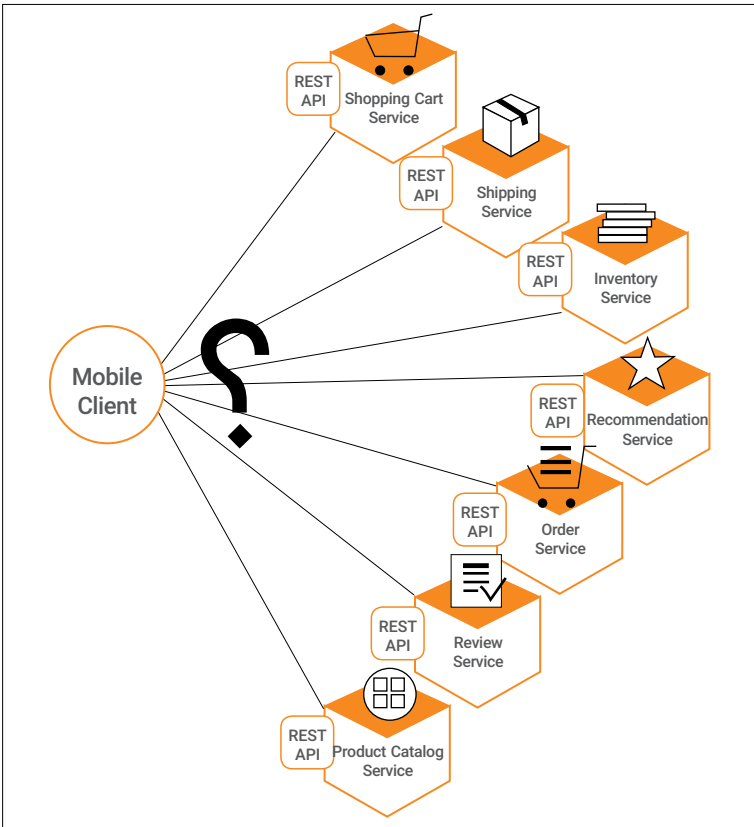 REST
API
Shopping Cart
Service
REST
API
Shipping
Service
REST
API
Inventory
Service
Mobile
Client
REST
API
Recommendation
Service
REST
API
Order
Service
REST
API
Review
Service
REST
API
Product Catalog
Service
?